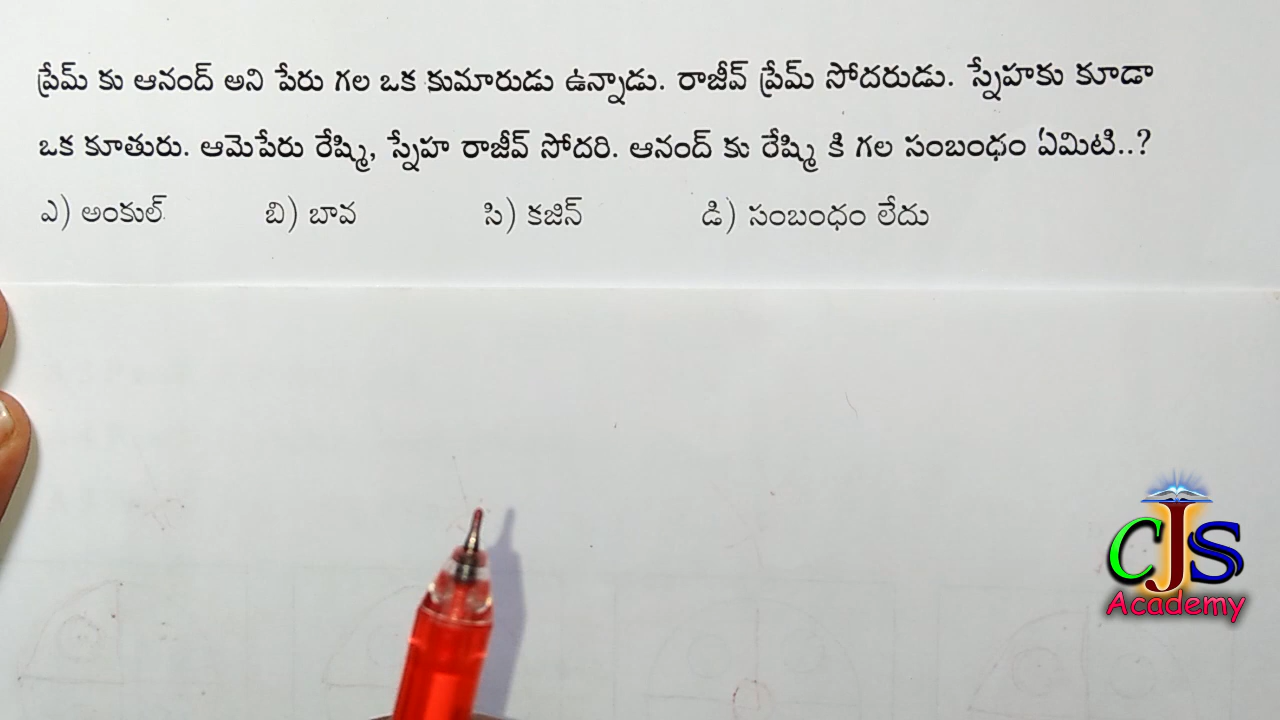 ప్రేమ్ కు ఆనంద్ అని పేరు గల ఒక కుమారుడు ఉన్నాడు. రాజీవ్ ప్రేమ్ సోదరుడు. స్నేహకు కూడా
ఒక కూతురు. ఆమెపేరు రేష్మి, స్నేహ రాజీవ్ సోదరి. ఆనంద్ కు రేష్మి కి గల సంబంధం ఏమిటి..?
ఎ) అంకుల్ బి) బావ సి) కజిన్ డి) సంబంధం లేదు
CJS
Academy